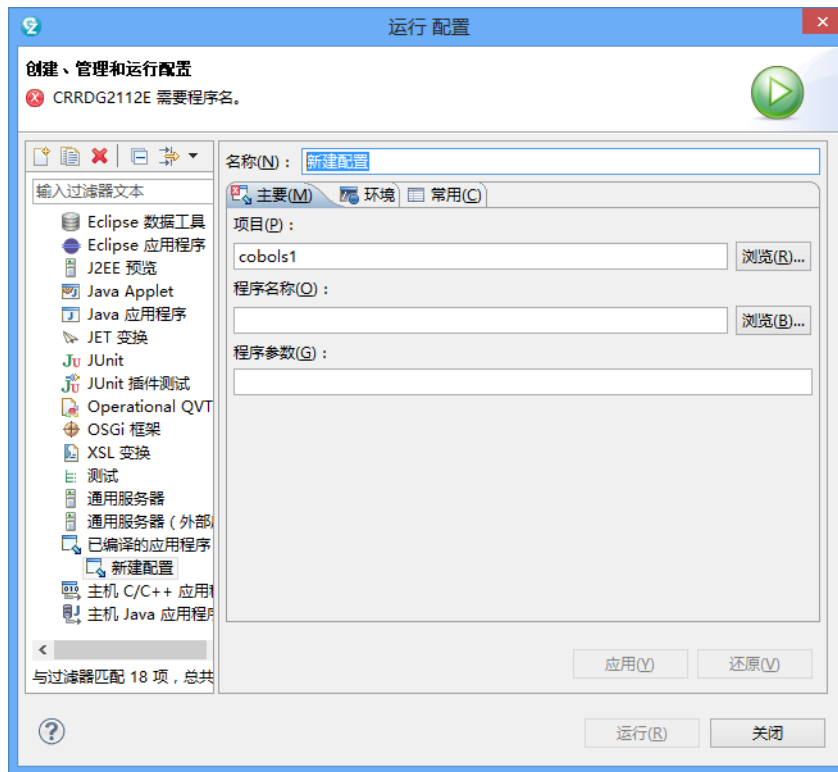 运行 配置
创建、管理和运行配置
CRRDG2112E 需要程序名。
名称(N)：
新建配置
输入过滤器文本
Eclipse 数据工具
Eclipse 应用程序
J2EE 预览
Java Applet
Java 应用程序
JET 变换
JUnit
JUnit 插件测试
Operational QVT
OSGi 框架
XSL 变换
测试
通用服务器
通用服务器（外部
已编译的应用程序
新建配置
主机 C/C++ 应用
主机 Java 应用程
与过滤器匹配 18 项，总共
主要(M)
环境
常用(C)
项目(P)：
cobols1
浏览(R)...
程序名称(O)：
浏览(B)...
程序参数(G)：
应用(Y)
还原(V)
运行(R)
关闭